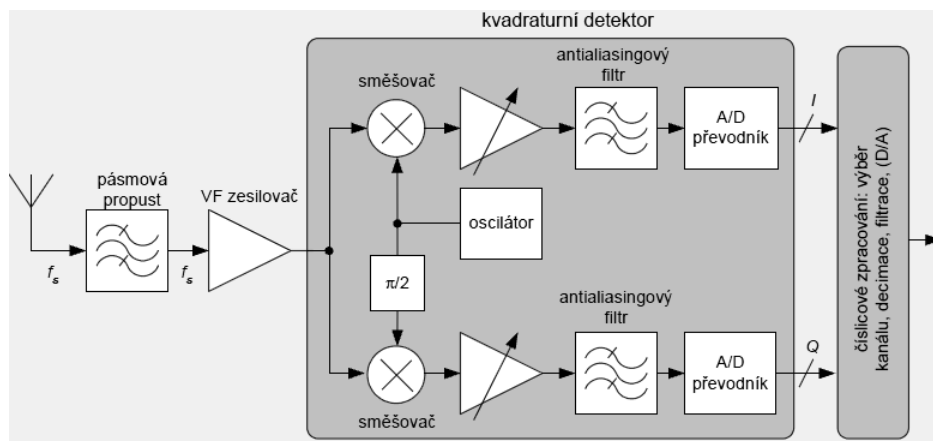 kvadraturní detektor
antialiasingový
filtr
směšovač
A/D
převodník
I
pásmová
propust
VF zesilovač
oscilátor
f_s
f_s
π/2
antialiasingový
filtr
A/D
převodník
Q
směšovač
číslicové zpracování: výběr
kanálu, decimace, filtrace, (D/A)